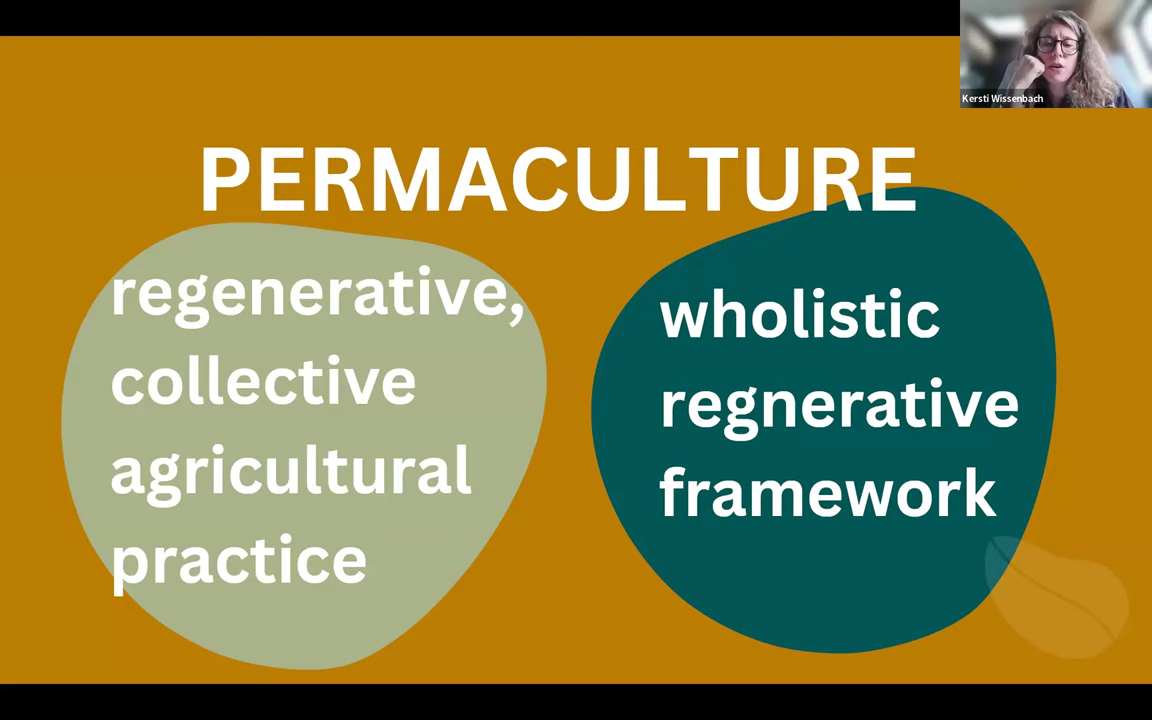 Kersti Wissenbach
PERMACULTURE
regenerative,
collective
agricultural
practice
wholistic
regnerative
framework